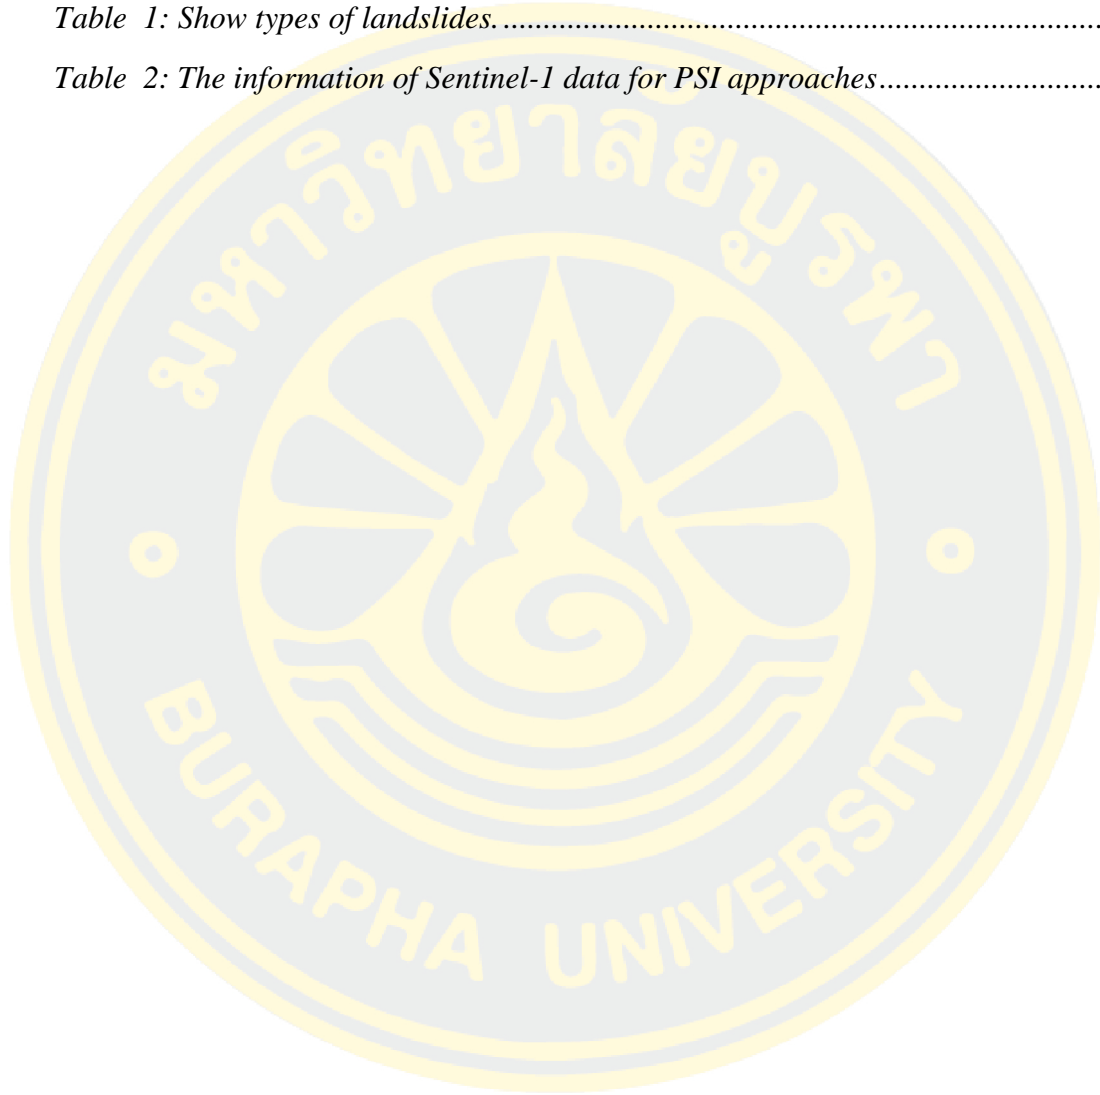 Table 1: Show types of landslides.............................................................................
Table 2: The information of Sentinel-1 data for PSI approaches............................
มหาวิทยาลัยบูรพา
BURAPHA UNIVERSITY